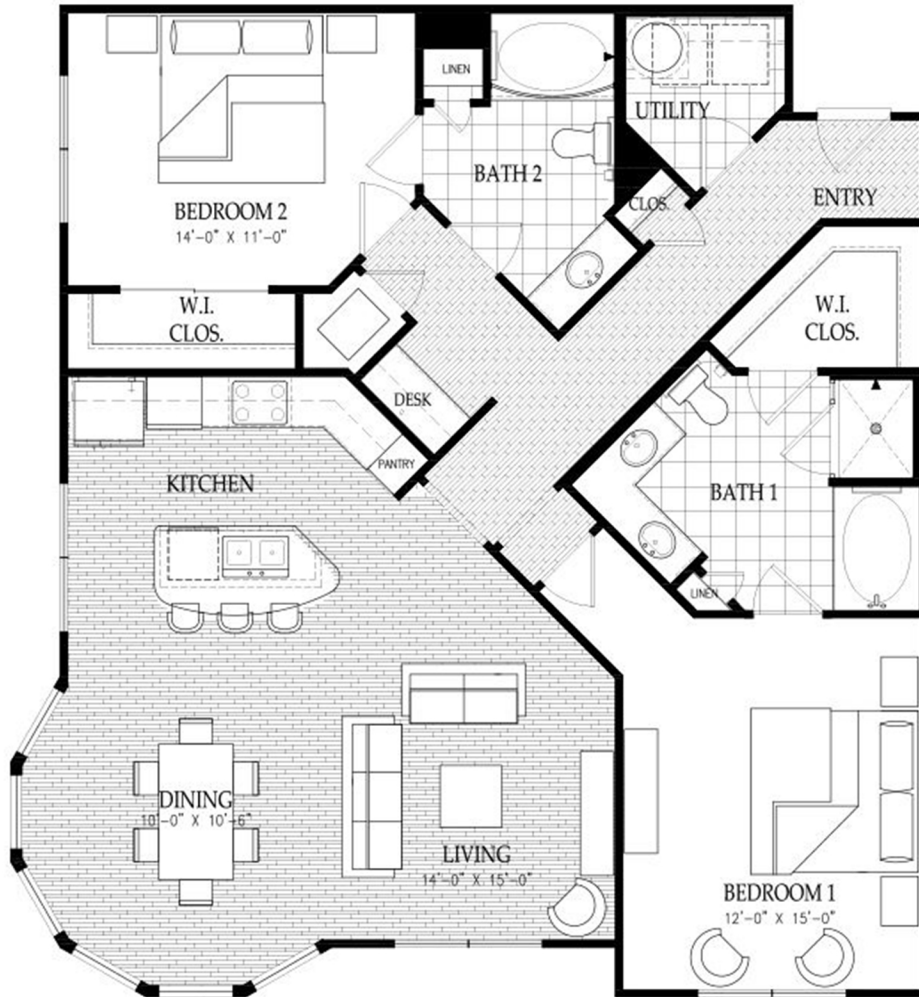 LINEN
UTILITY
BATH 2
ENTRY
CLOS.
BEDROOM 2
14'-0" X 11'-0"
W.I.
CLOS.
W.I.
CLOS.
DESK
PANTRY
KITCHEN
BATH 1
LINEN
DINING
10'-0" X 10'-6"
LIVING
14'-0" X 15'-0"
BEDROOM 1
12'-0" X 15'-0"